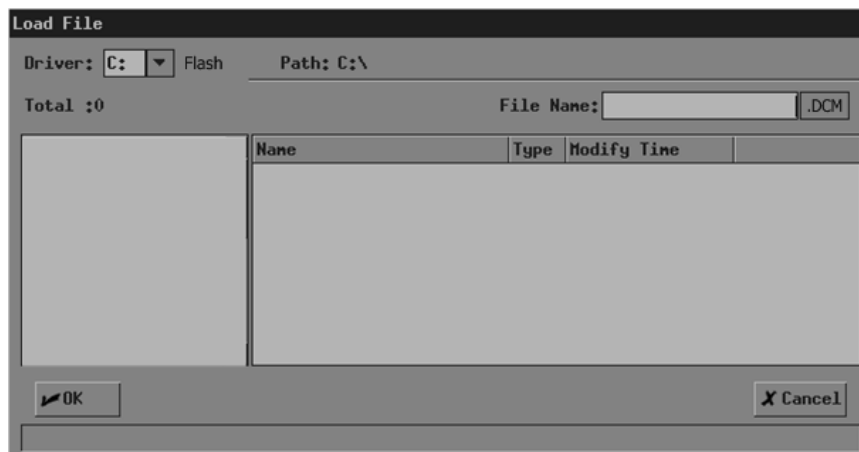 Load File
Driver: C: Flash Path: C:\
Total :0 File Name: .DCM
Name Type Modify Time
OK Cancel